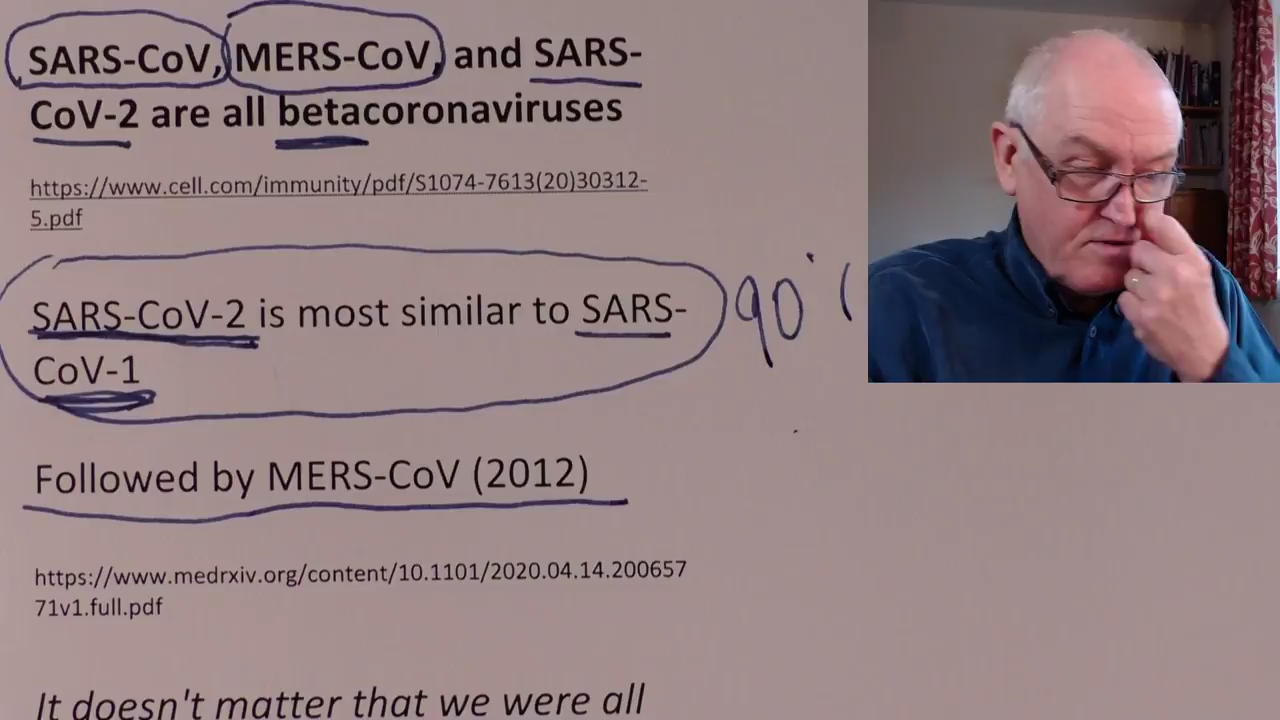 SARS-CoV, MERS-CoV, and SARS-
CoV-2 are all betacoronaviruses
https://www.cell.com/immunity/pdf/S1074-7613(20)30312-
5.pdf
SARS-CoV-2 is most similar to SARS-
CoV-1
90
Followed by MERS-CoV (2012)
https://www.medrxiv.org/content/10.1101/2020.04.14.200657
71v1.full.pdf
It doesn't matter that we were all